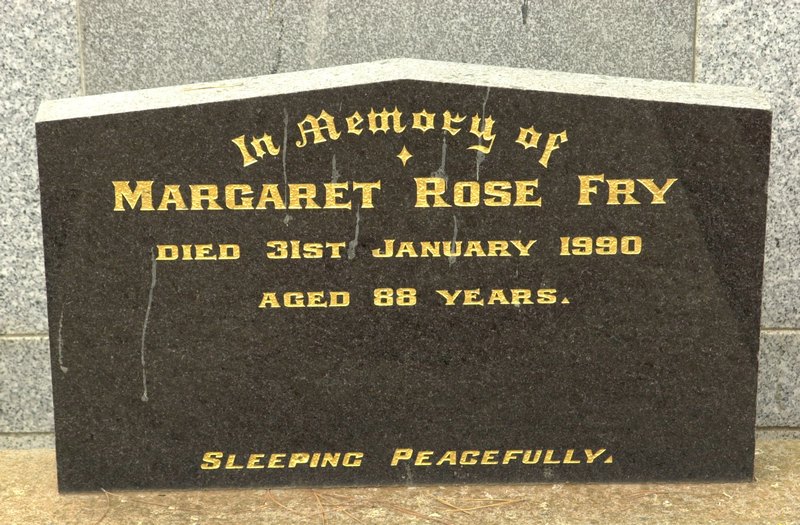 In Memory of
MARGARET ROSE FRY
DIED 31ST JANUARY 1990
AGED 88 YEARS.
SLEEPING PEACEFULLY.